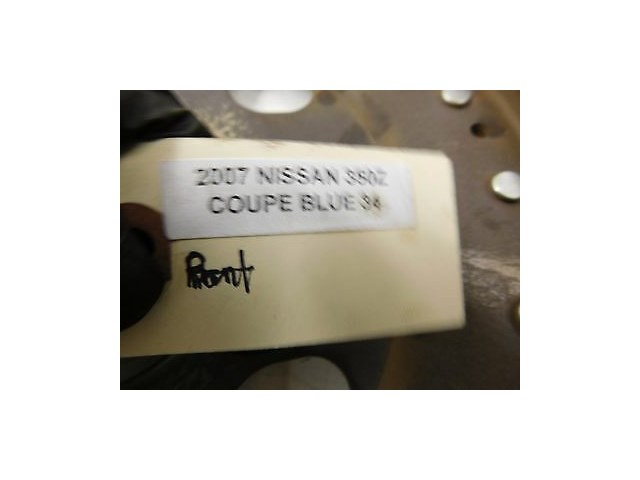 2007 NISSAN 350Z
COUPE BLUE 34
Front